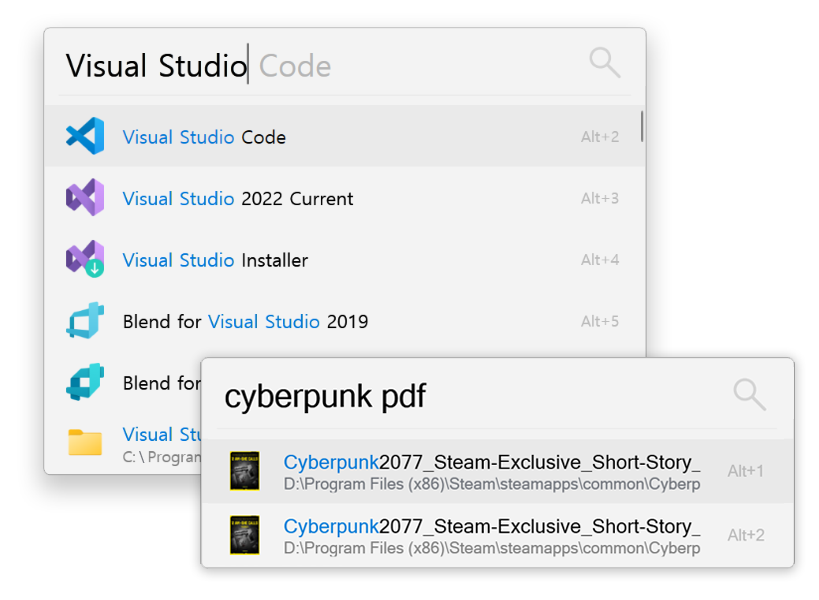 Visual Studio Code
Visual Studio Code Alt+2
Visual Studio 2022 Current Alt+3
Visual Studio Installer Alt+4
Blend for Visual Studio 2019 Alt+5
Blend for
Visual Stu
C:\Program
cyberpunk pdf
Cyberpunk2077_Steam-Exclusive_Short-Story_
D:\Program Files (x86)\Steam\steamapps\common\Cyberp
Alt+1
Cyberpunk2077_Steam-Exclusive_Short-Story_
D:\Program Files (x86)\Steam\steamapps\common\Cyberp
Alt+2